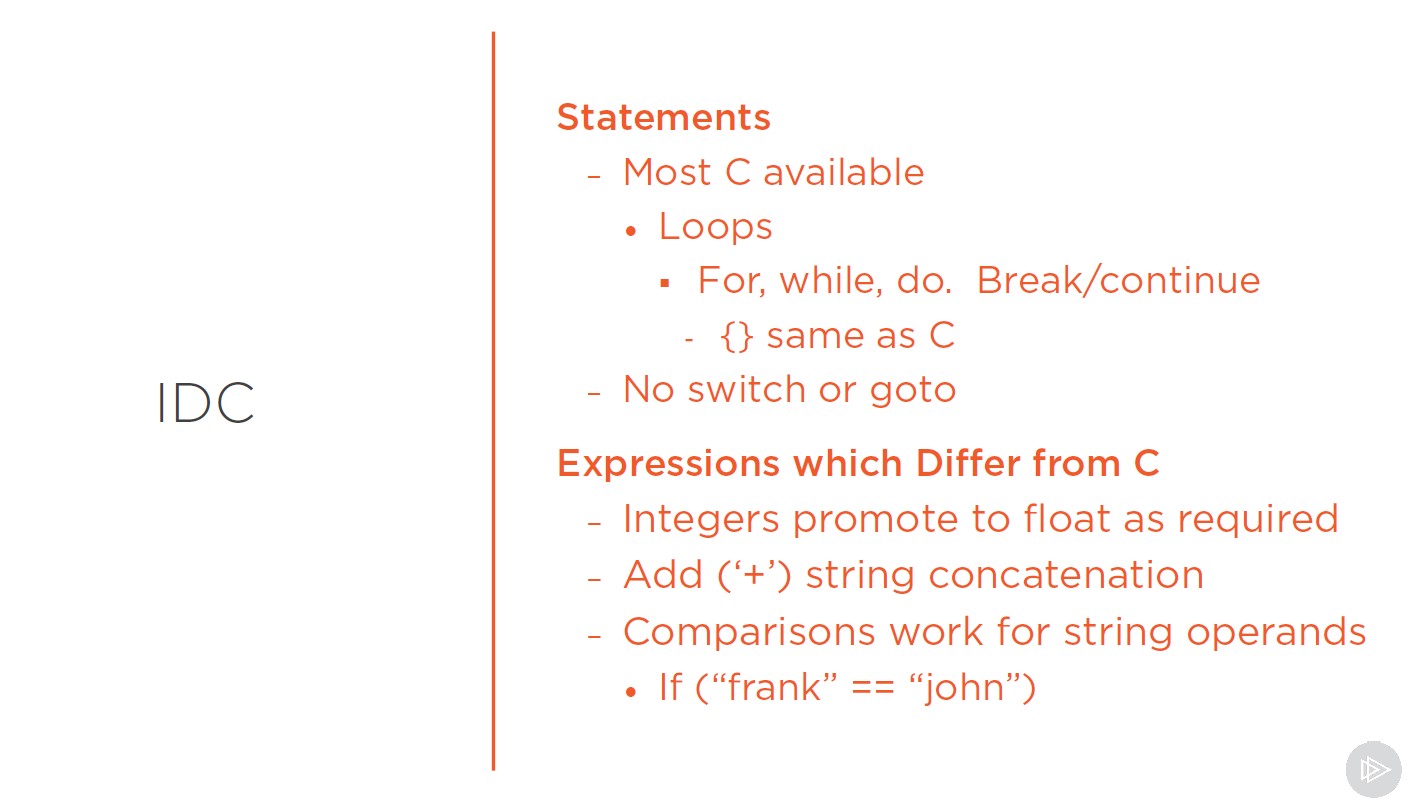 IDC
Statements
– Most C available
• Loops
▪ For, while, do.  Break/continue
- {} same as C
– No switch or goto
Expressions which Differ from C
– Integers promote to float as required
– Add (‘+’) string concatenation
– Comparisons work for string operands
• If (“frank” == “john”)